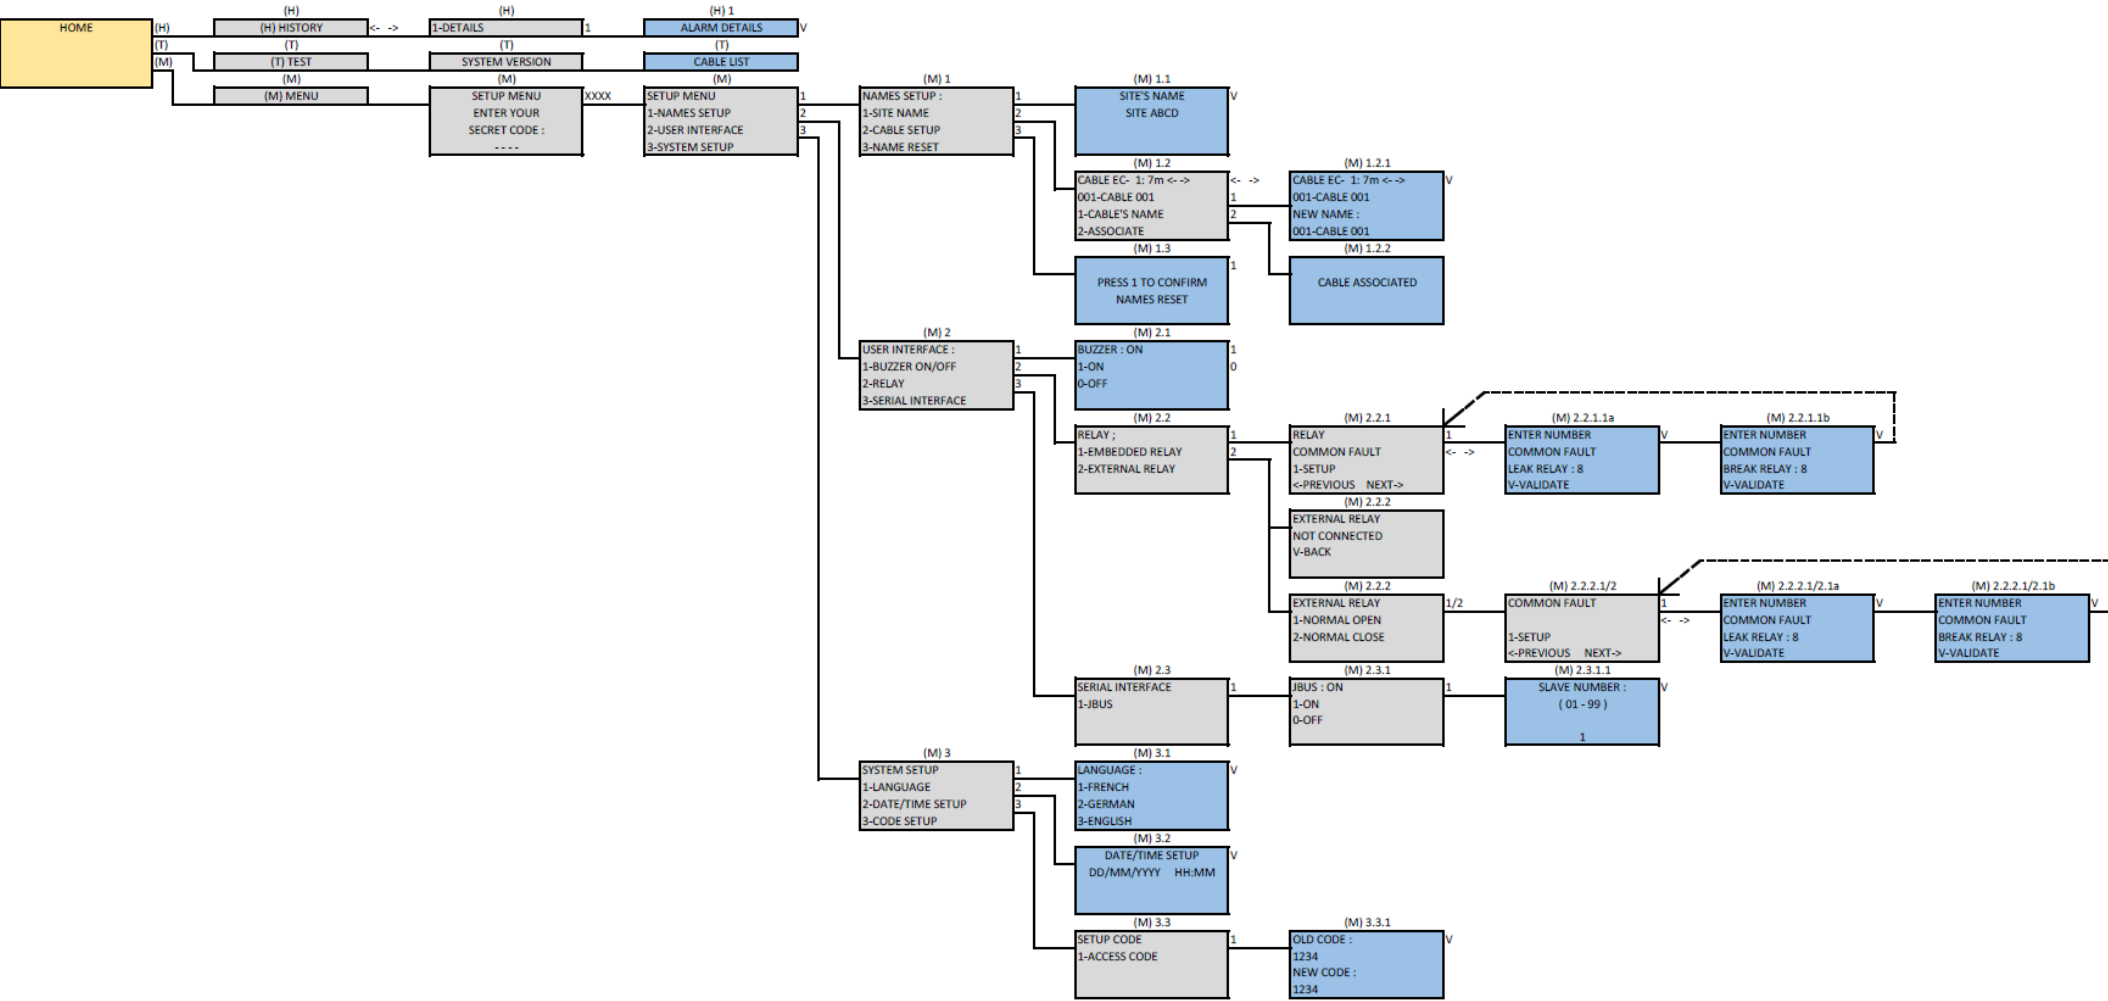 (H)
(H)
(H) 1
HOME
(H)
(H) HISTORY
<- ->
1-DETAILS
1
ALARM DETAILS
V
(T)
(T)
(T)
(T)
(T) TEST
SYSTEM VERSION
CABLE LIST
(M)
(M)
(M)
(M)
(M) MENU
SETUP MENU
ENTER YOUR
SECRET CODE :
- - - -
XXXX
SETUP MENU
1-NAMES SETUP
2-USER INTERFACE
3-SYSTEM SETUP
1
2
3
(M) 1
NAMES SETUP :
1-SITE NAME
2-CABLE SETUP
3-NAME RESET
1
2
3
(M) 1.1
SITE'S NAME
SITE ABCD
V
(M) 1.2
CABLE EC- 1: 7m <- ->
001-CABLE 001
1-CABLE'S NAME
2-ASSOCIATE
<- ->
1
2
(M) 1.2.1
CABLE EC- 1: 7m <- ->
001-CABLE 001
NEW NAME :
001-CABLE 001
V
(M) 1.3
PRESS 1 TO CONFIRM
NAMES RESET
1
(M) 1.2.2
CABLE ASSOCIATED
(M) 2
USER INTERFACE :
1-BUZZER ON/OFF
2-RELAY
3-SERIAL INTERFACE
1
2
3
(M) 2.1
BUZZER : ON
1-ON
0-OFF
1
0
(M) 2.2
RELAY ;
1-EMBEDDED RELAY
2-EXTERNAL RELAY
1
2
(M) 2.2.1
RELAY
COMMON FAULT
1-SETUP
<-PREVIOUS NEXT->
1
<- ->
(M) 2.2.1.1a
ENTER NUMBER
COMMON FAULT
LEAK RELAY : 8
V-VALIDATE
V
(M) 2.2.1.1b
ENTER NUMBER
COMMON FAULT
BREAK RELAY : 8
V-VALIDATE
V
(M) 2.2.2
EXTERNAL RELAY
NOT CONNECTED
V-BACK
(M) 2.2.2
EXTERNAL RELAY
1-NORMAL OPEN
2-NORMAL CLOSE
1/2
(M) 2.2.2.1/2
COMMON FAULT
1-SETUP
<-PREVIOUS NEXT->
1
<- ->
(M) 2.2.2.1/2.1a
ENTER NUMBER
COMMON FAULT
LEAK RELAY : 8
V-VALIDATE
V
(M) 2.2.2.1/2.1b
ENTER NUMBER
COMMON FAULT
BREAK RELAY : 8
V-VALIDATE
V
(M) 2.3
SERIAL INTERFACE
1-JBUS
1
(M) 2.3.1
JBUS : ON
1-ON
0-OFF
1
(M) 2.3.1.1
SLAVE NUMBER :
( 01 - 99 )
1
V
(M) 3
SYSTEM SETUP
1-LANGUAGE
2-DATE/TIME SETUP
3-CODE SETUP
1
2
3
(M) 3.1
LANGUAGE :
1-FRENCH
2-GERMAN
3-ENGLISH
V
(M) 3.2
DATE/TIME SETUP
DD/MM/YYYY HH:MM
V
(M) 3.3
SETUP CODE
1-ACCESS CODE
1
(M) 3.3.1
OLD CODE :
1234
NEW CODE :
1234
V